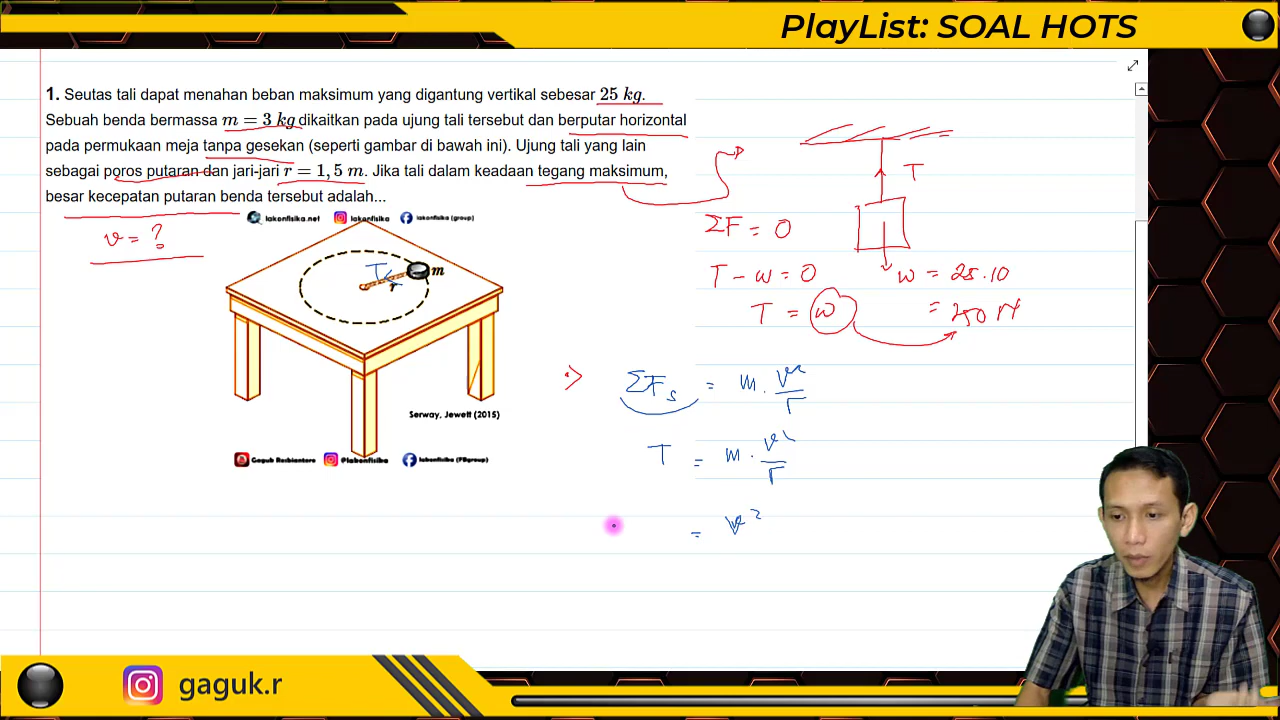 PlayList: SOAL HOTS
1. Seutas tali dapat menahan beban maksimum yang digantung vertikal sebesar 25 kg.
Sebuah benda bermassa m = 3 kg dikaitkan pada ujung tali tersebut dan berputar horizontal
pada permukaan meja tanpa gesekan (seperti gambar di bawah ini). Ujung tali yang lain
sebagai poros putaran dan jari-jari r = 1, 5 m. Jika tali dalam keadaan tegang maksimum,
besar kecepatan putaran benda tersebut adalah...
v = ?
lakonfisika.net lakonfisika lakonfisika (group)
T
m
r
Serway, Jewett (2015)
Gaguk Resbiantoro @lakonfisika lakonfisika (FBgroup)
T
ΣF = 0
T - w = 0
w = 25.10
T = w
= 250 N
ΣFs = m . v²/r
T = m . v²/r
= v²
gaguk.r